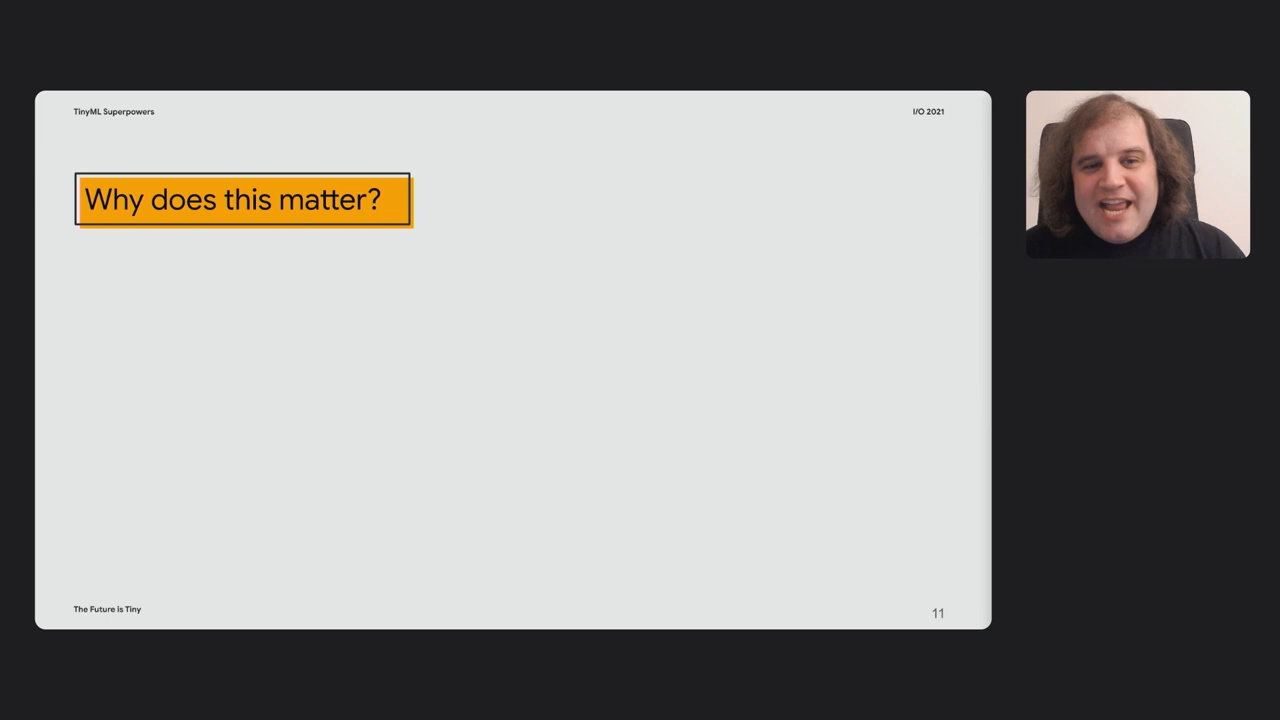 TinyML Superpowers
I/O 2021
Why does this matter?
The Future is Tiny
11